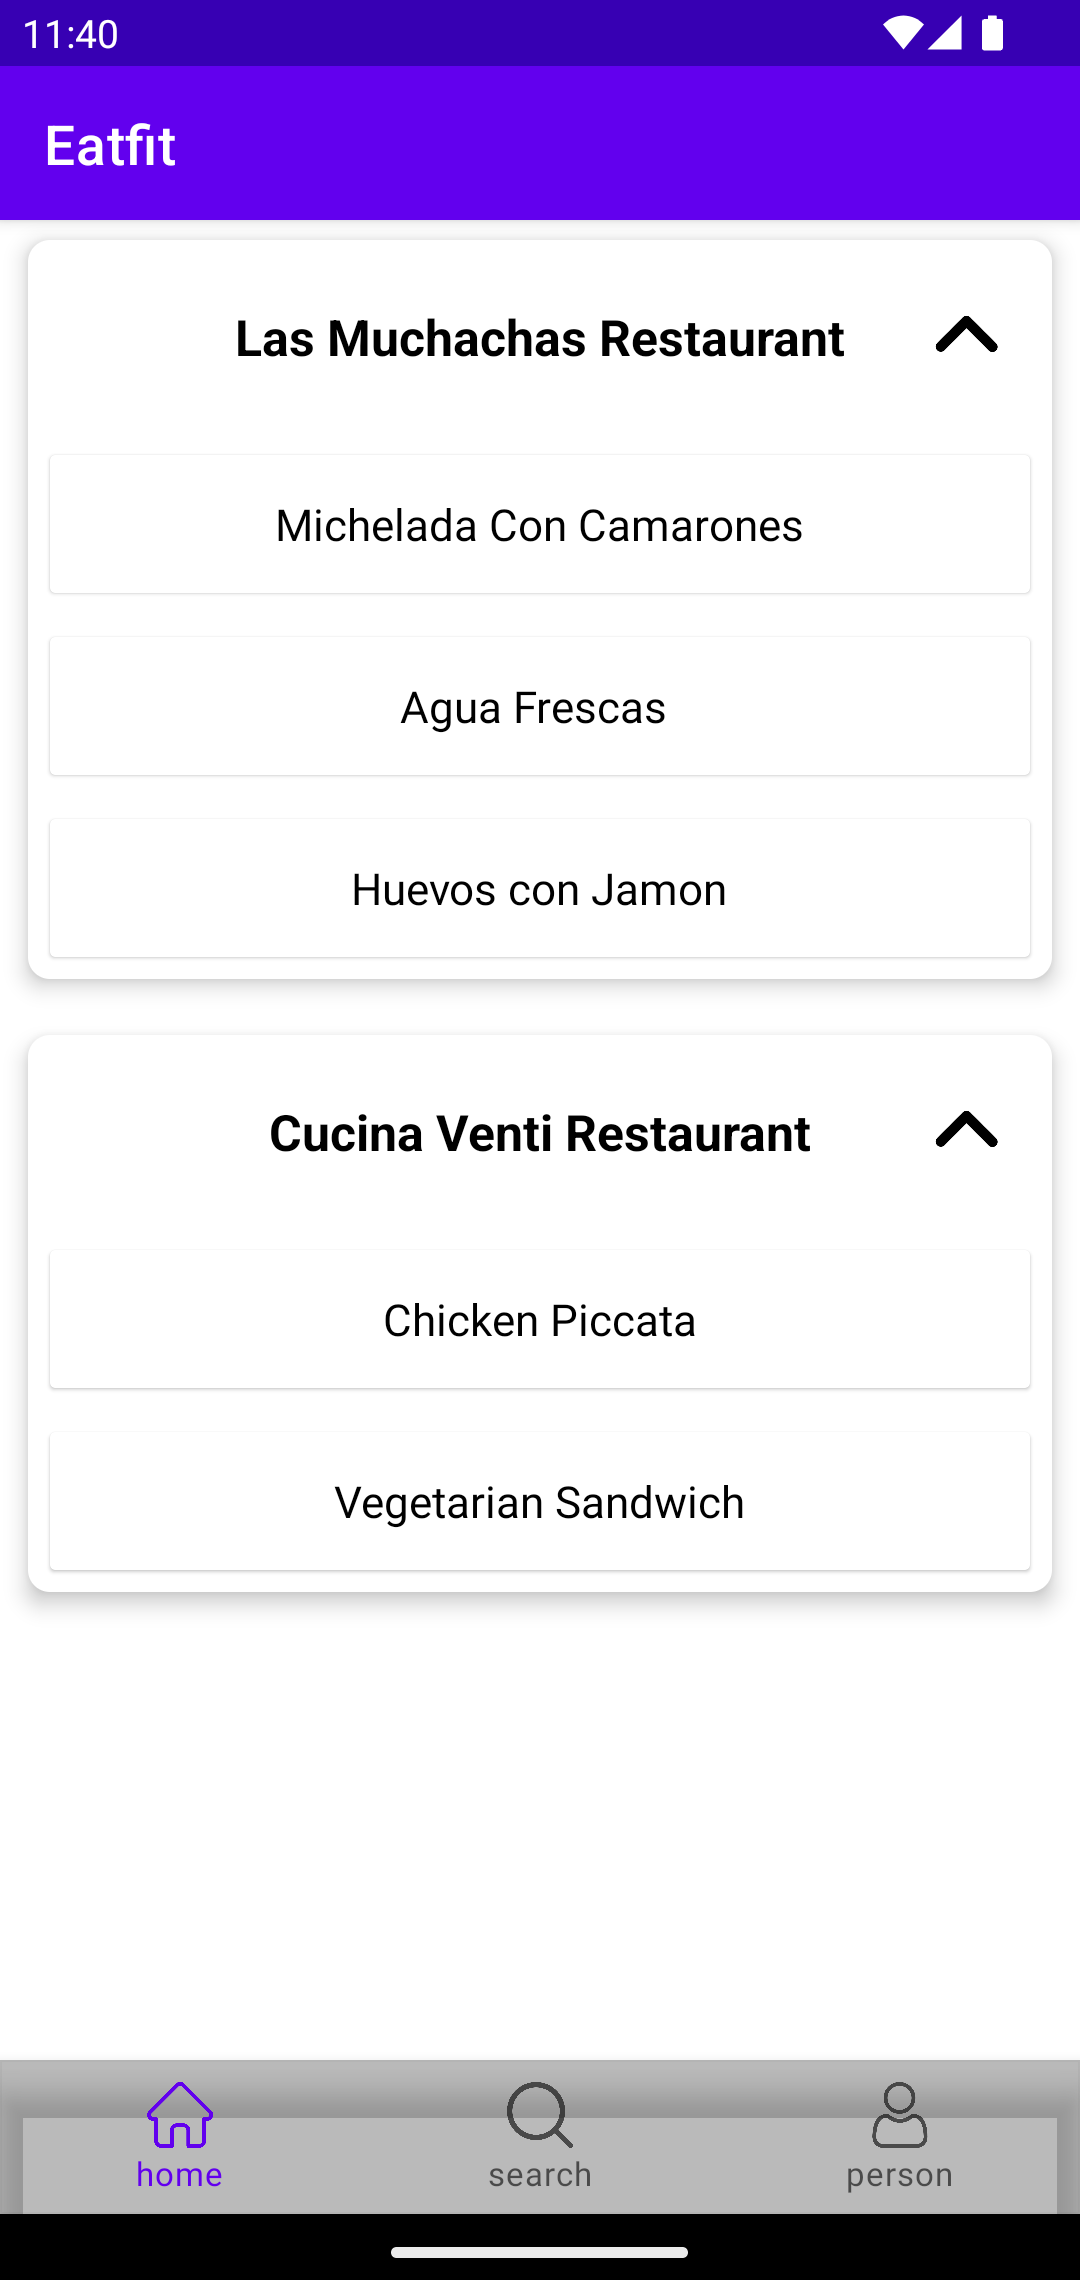 11:40
Eatfit
Las Muchachas Restaurant
Michelada Con Camarones
Agua Frescas
Huevos con Jamon
Cucina Venti Restaurant
Chicken Piccata
Vegetarian Sandwich
home
search
person